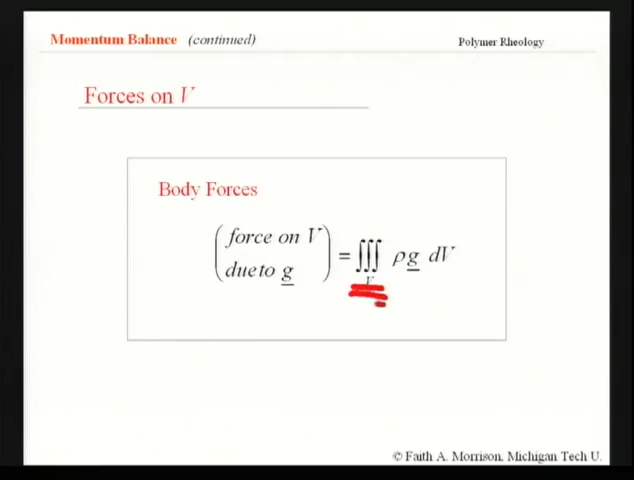 Momentum Balance (continued)
Polymer Rheology
Forces on V
Body Forces
(force on V due to g) = ∭ ρg dV
V
© Faith A. Morrison, Michigan Tech U.